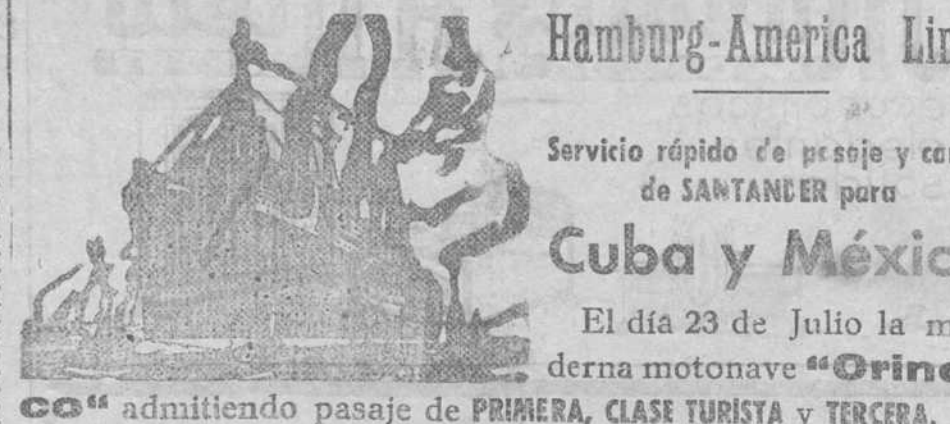 Hamburg-America Lin
Servicio rápido de pasaje y car
de SANTANDER para
Cuba y Méxic
El día 23 de Julio la m
derna motonave “Orino
co“ admitiendo pasaje de PRIMERA, CLASE TURISTA y TERCERA.